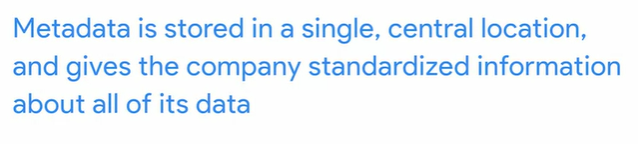 Metadata is stored in a single, central location,
and gives the company standardized information
about all of its data